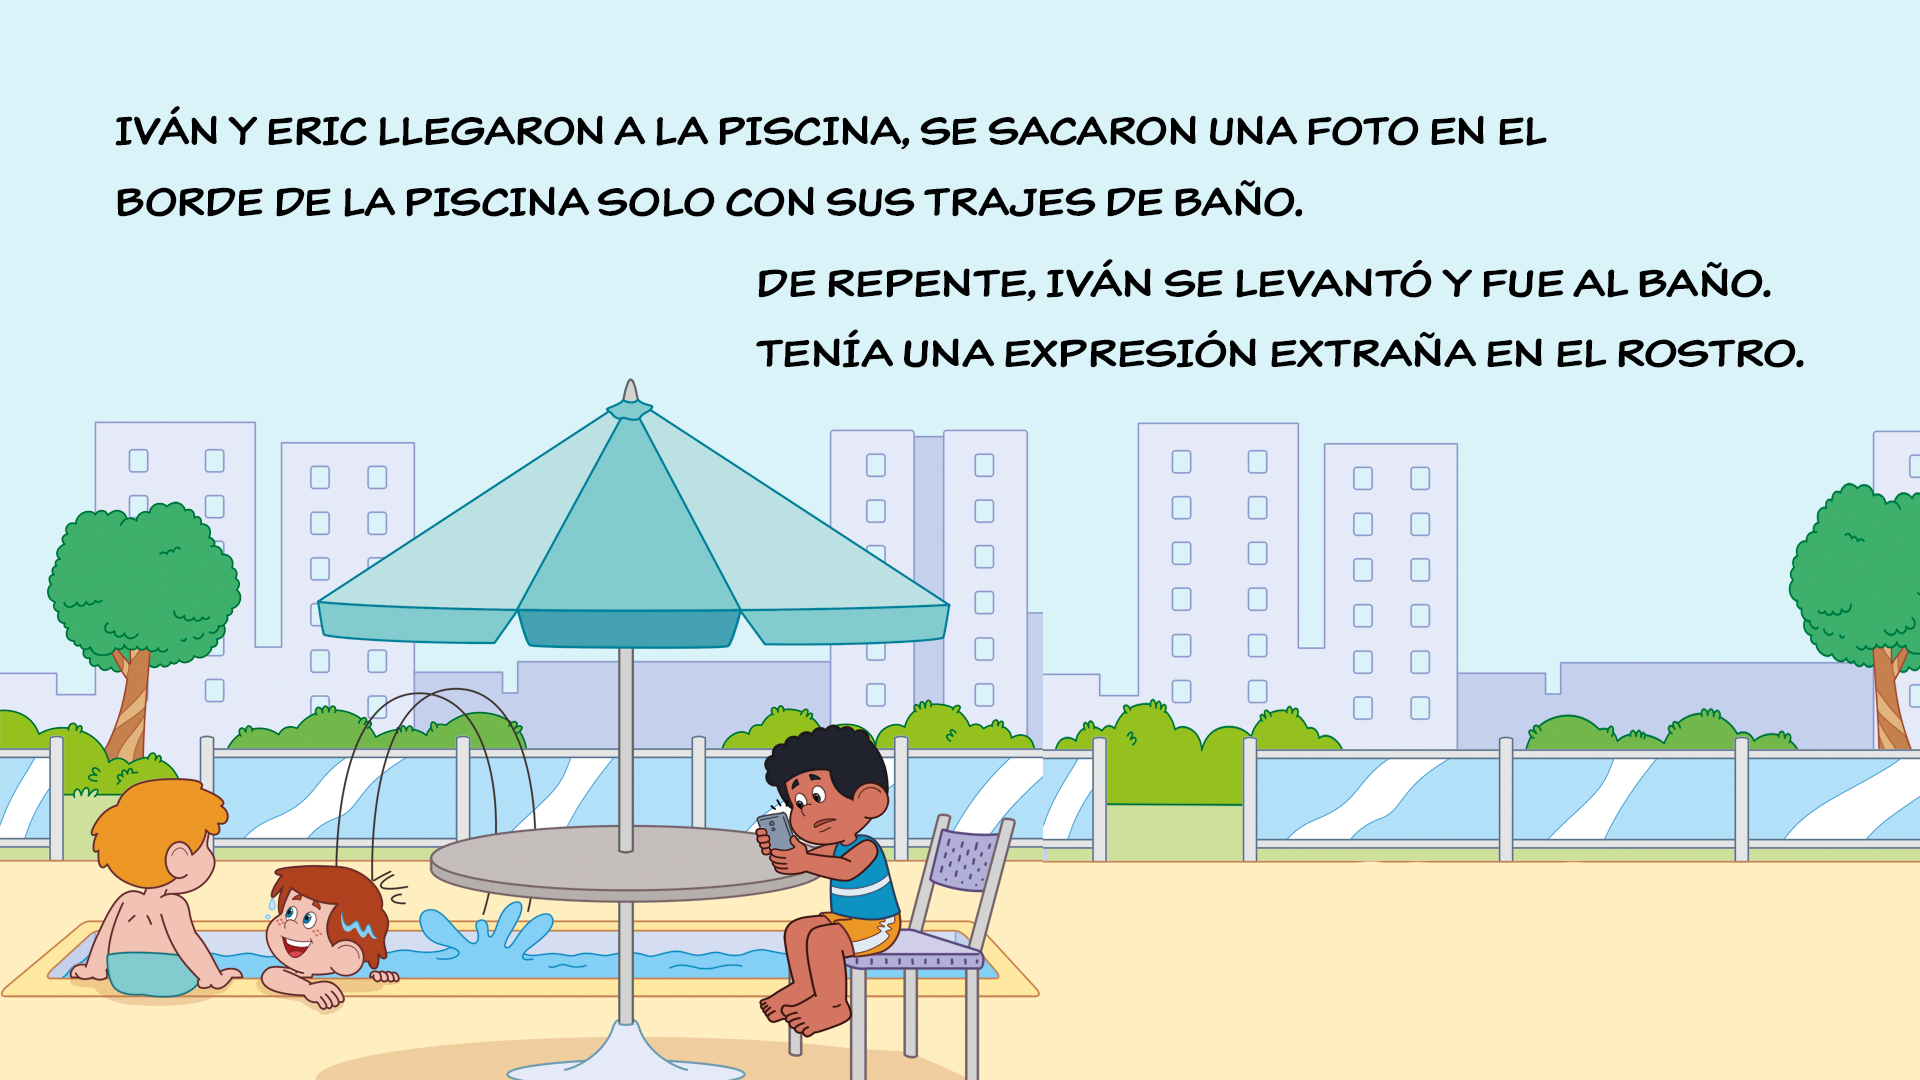 IVÁN Y ERIC LLEGARON A LA PISCINA, SE SACARON UNA FOTO EN EL
BORDE DE LA PISCINA SOLO CON SUS TRAJES DE BAÑO.
DE REPENTE, IVÁN SE LEVANTÓ Y FUE AL BAÑO.
TENÍA UNA EXPRESIÓN EXTRAÑA EN EL ROSTRO.